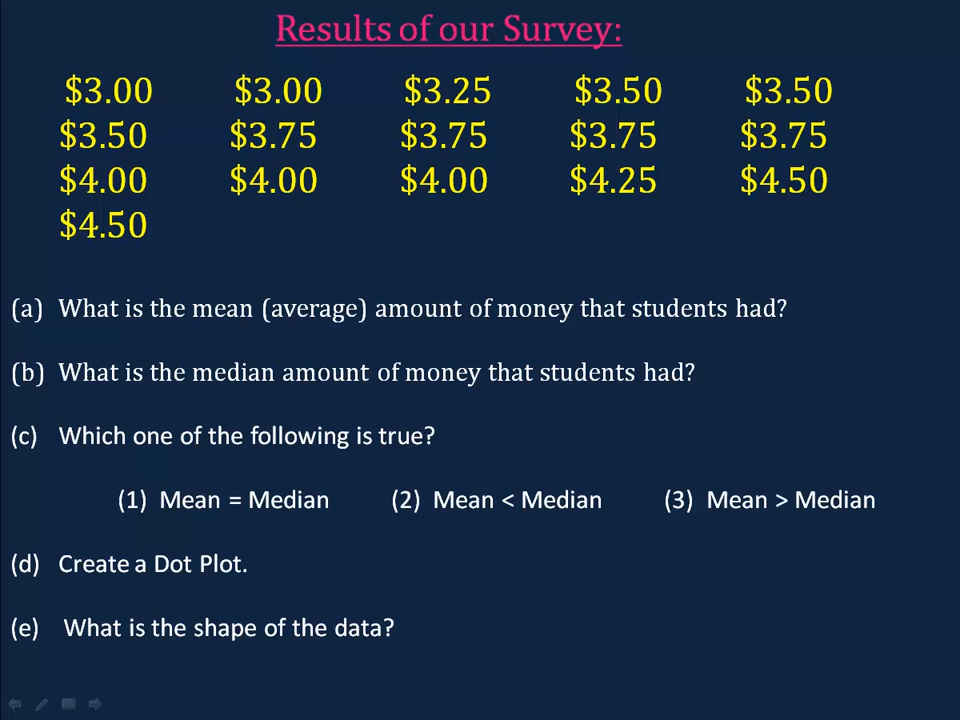 Results of our Survey:
$3.00 $3.00 $3.25 $3.50 $3.50
$3.50 $3.75 $3.75 $3.75 $3.75
$4.00 $4.00 $4.00 $4.25 $4.50
$4.50
(a) What is the mean (average) amount of money that students had?
(b) What is the median amount of money that students had?
(c) Which one of the following is true?
(1) Mean = Median (2) Mean < Median (3) Mean > Median
(d) Create a Dot Plot.
(e) What is the shape of the data?